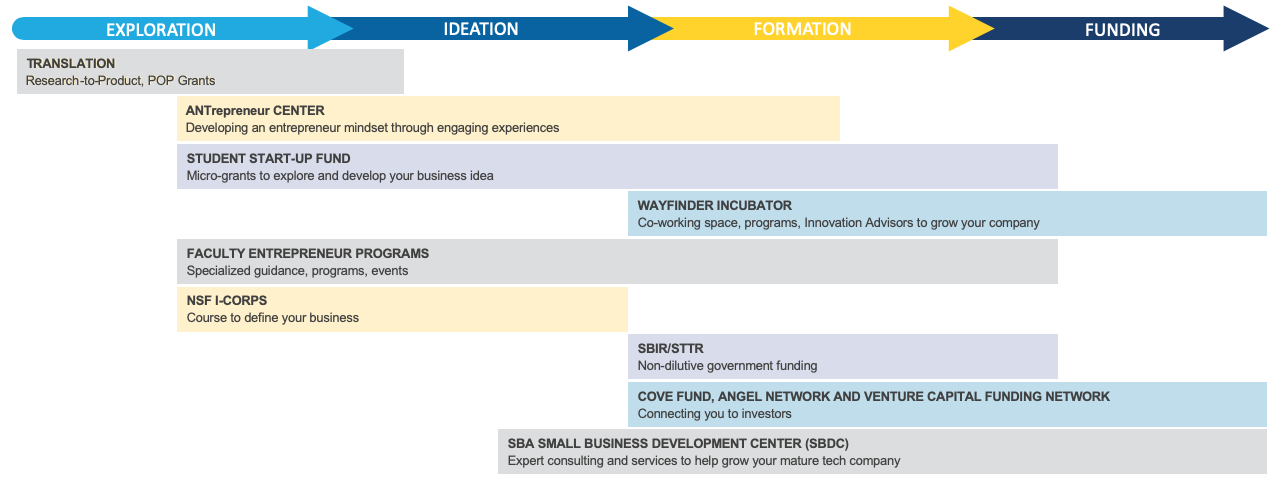 EXPLORATION
IDEATION
FORMATION
FUNDING
TRANSLATION
Research-to-Product, POP Grants
ANTrepreneur CENTER
Developing an entrepreneur mindset through engaging experiences
STUDENT START-UP FUND
Micro-grants to explore and develop your business idea
WAYFINDER INCUBATOR
Co-working space, programs, Innovation Advisors to grow your company
FACULTY ENTREPRENEUR PROGRAMS
Specialized guidance, programs, events
NSF I-CORPS
Course to define your business
SBIR/STTR
Non-dilutive government funding
COVE FUND, ANGEL NETWORK AND VENTURE CAPITAL FUNDING NETWORK
Connecting you to investors
SBA SMALL BUSINESS DEVELOPMENT CENTER (SBDC)
Expert consulting and services to help grow your mature tech company